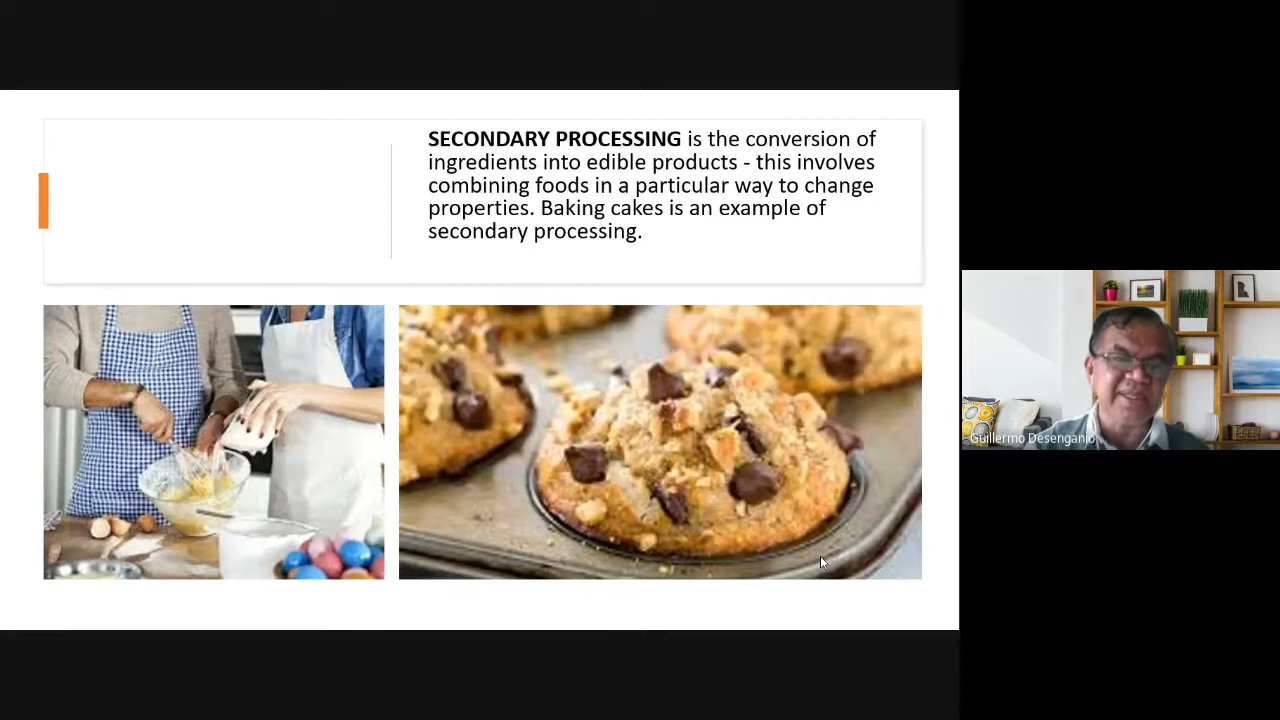 SECONDARY PROCESSING is the conversion of
ingredients into edible products - this involves
combining foods in a particular way to change
properties. Baking cakes is an example of
secondary processing.
Guillermo Desenganio